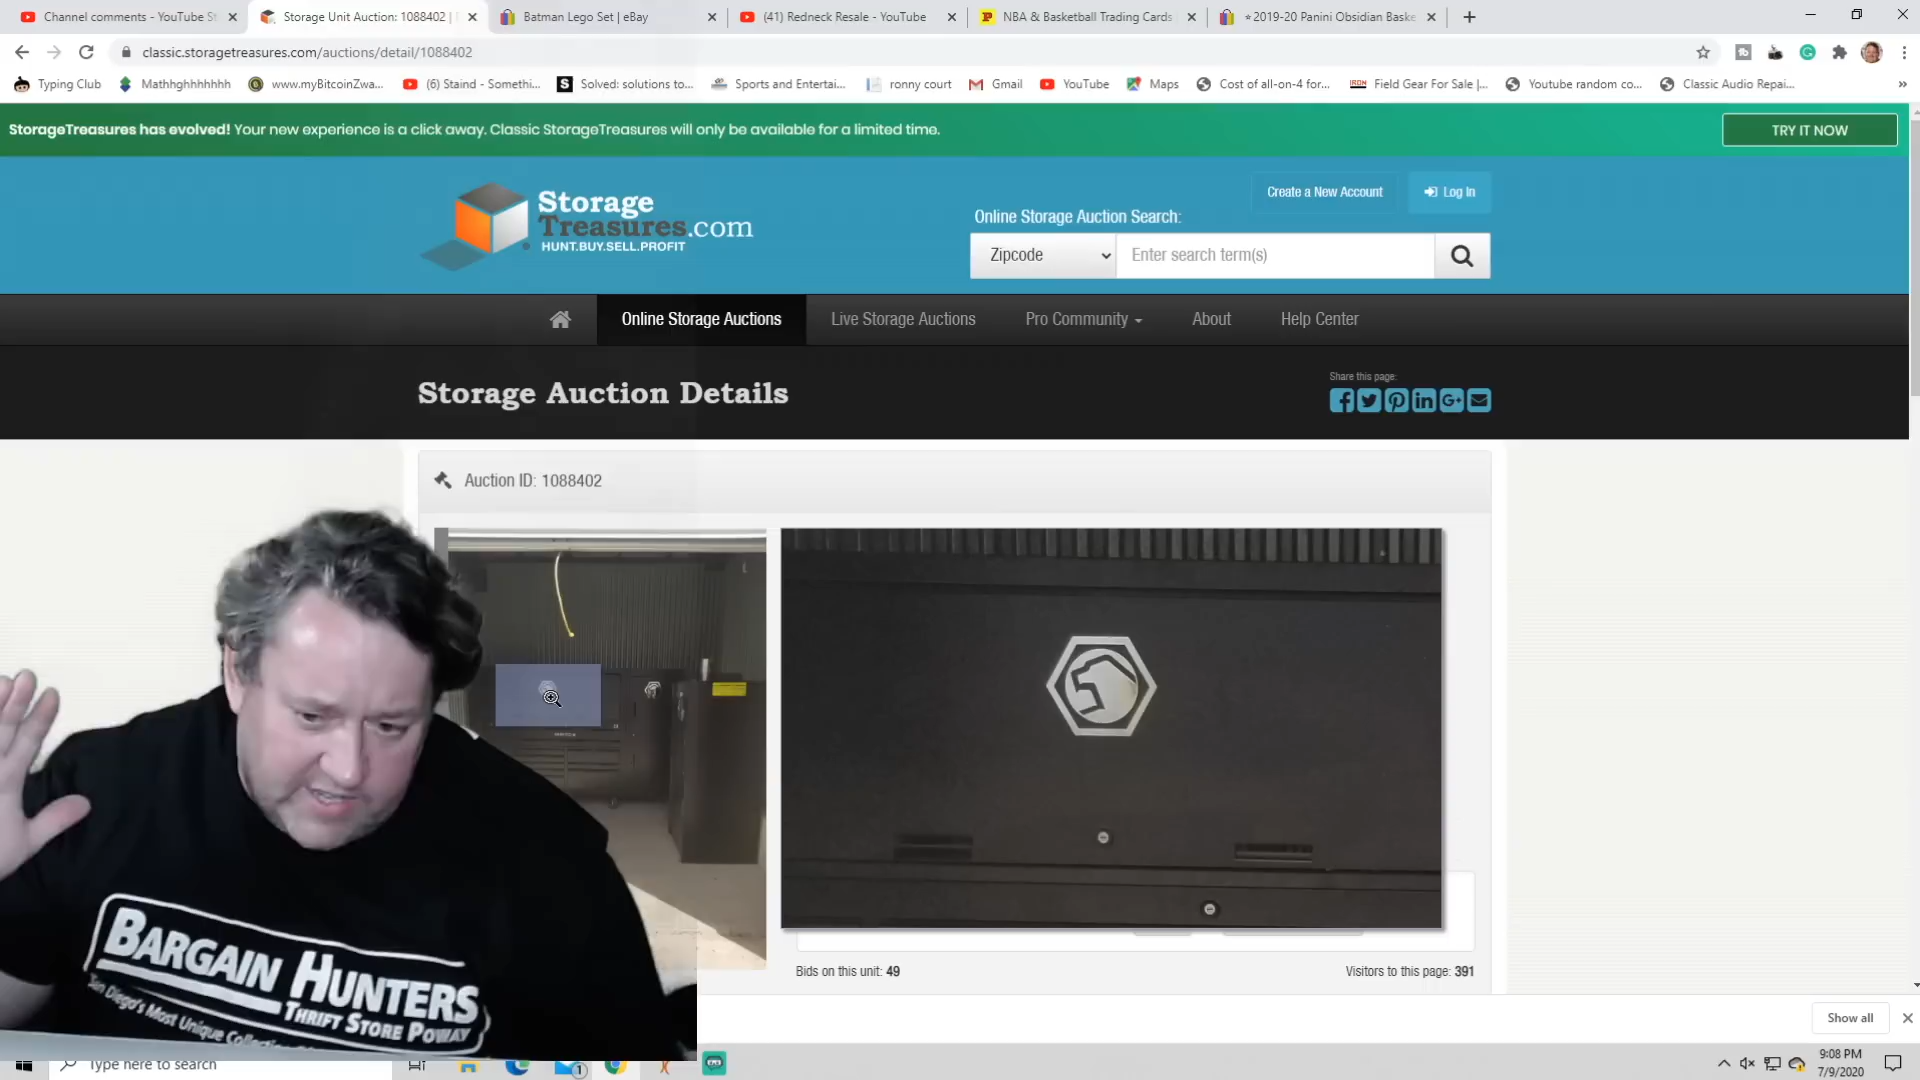 Channel comments - YouTube St
Storage Unit Auction: 1088402 |
Batman Lego Set | eBay
(41) Redneck Resale - YouTube
NBA & Basketball Trading Cards
2019-20 Panini Obsidian Baske
classic.storagetreasures.com/auctions/detail/1088402
Typing Club
Mathhghhhhhhh
www.myBitcoinZwa...
(6) Staind - Somethi...
Solved: solutions to...
Sports and Entertai...
ronny court
Gmail
YouTube
Maps
Cost of all-on-4 for...
Field Gear For Sale |...
Youtube random co...
Classic Audio Repai...
StorageTreasures has evolved! Your new experience is a click away. Classic StorageTreasures will only be available for a limited time.
TRY IT NOW
Storage
Treasures.com
HUNT.BUY.SELL.PROFIT
Create a New Account
Log In
Online Storage Auction Search:
Zipcode
Enter search term(s)
Online Storage Auctions
Live Storage Auctions
Pro Community
About
Help Center
Storage Auction Details
Share this page:
Auction ID: 1088402
BARGAIN HUNTERS
THRIFT STORE POWAY
San Diego's Most Unique
Bids on this unit: 49
Visitors to this page: 391
Show all
Type here to search
1
9:08 PM
7/9/2020